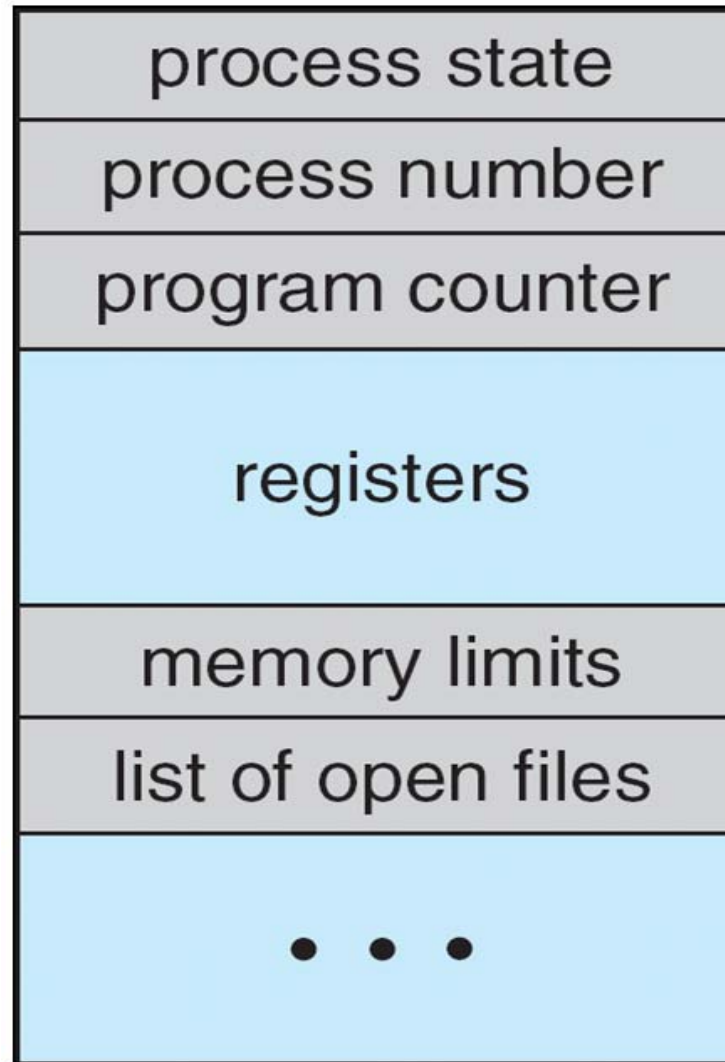 process state
process number
program counter
registers
memory limits
list of open files
• • •